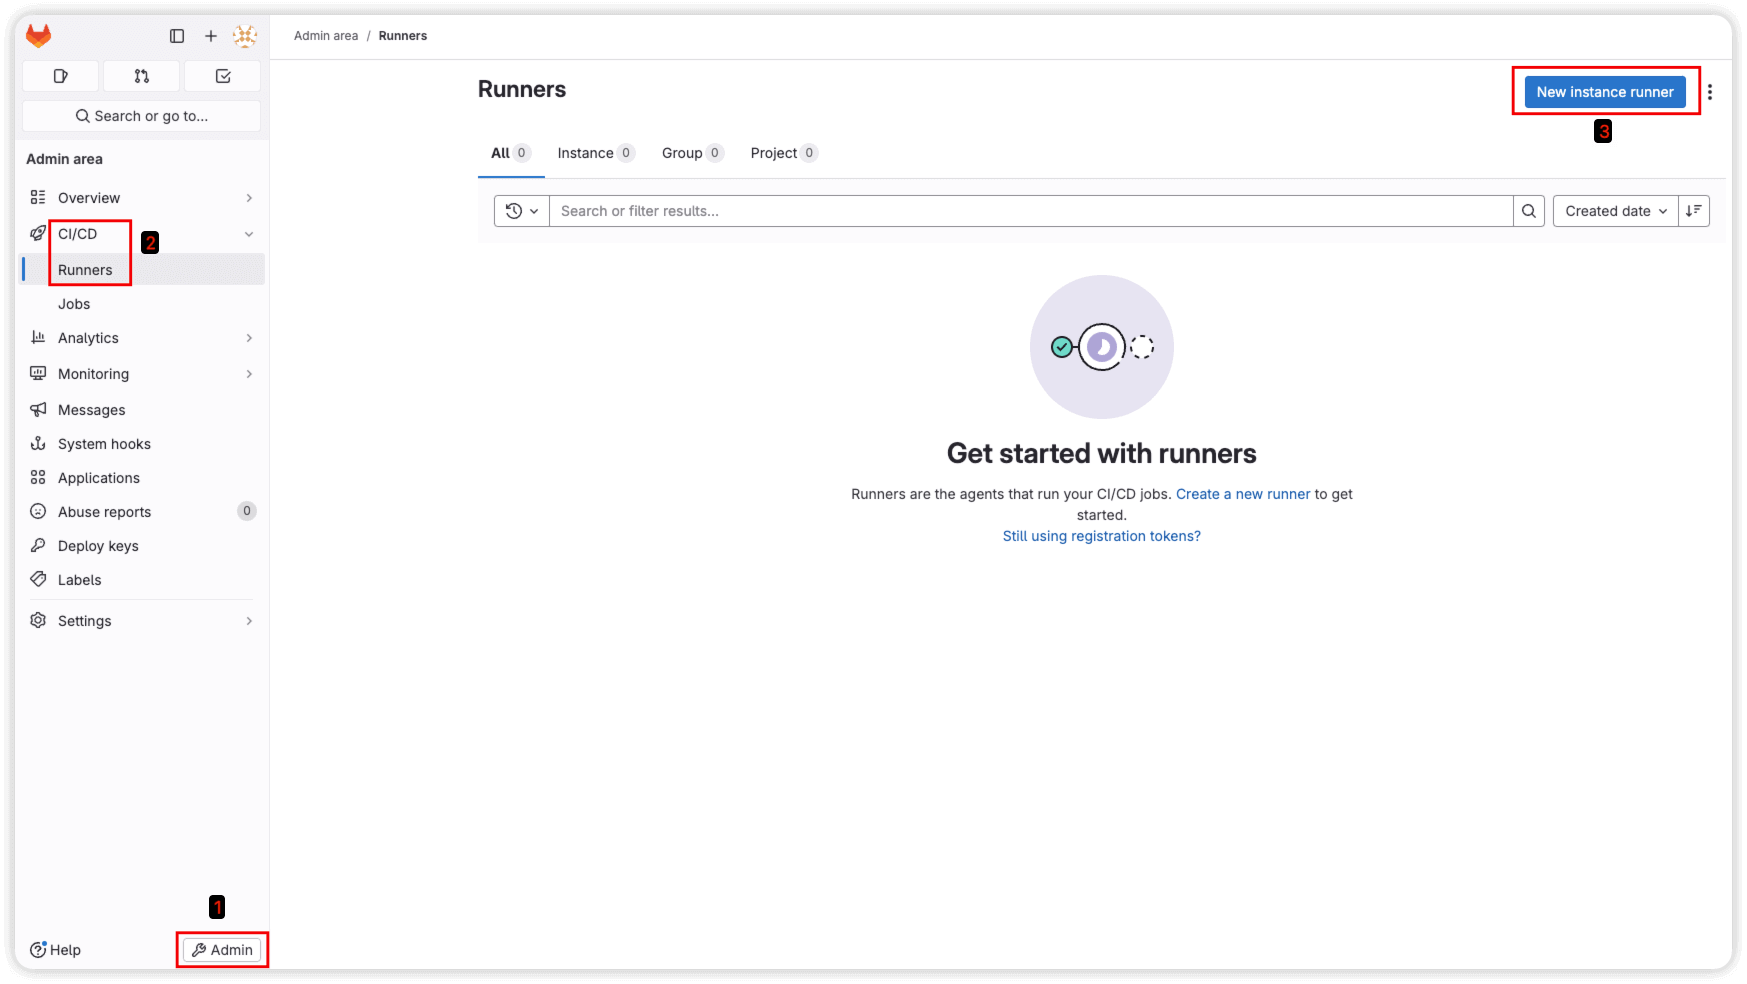 Admin area / Runners
Search or go to...
Admin area
Overview
CI/CD
2
Runners
Jobs
Analytics
Monitoring
Messages
System hooks
Applications
Abuse reports 0
Deploy keys
Labels
Settings
1
Help
Admin
Runners
New instance runner
3
All 0 Instance 0 Group 0 Project 0
Search or filter results...
Created date
Get started with runners
Runners are the agents that run your CI/CD jobs. Create a new runner to get
started.
Still using registration tokens?